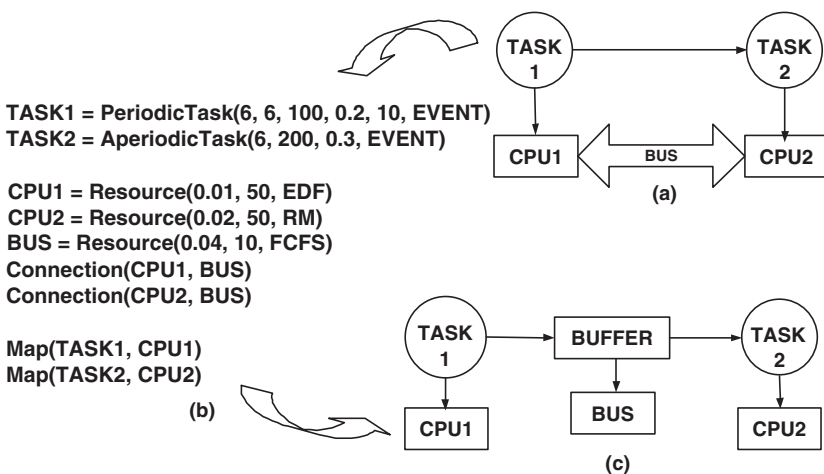 TASK
1
TASK
2
CPU1
BUS
CPU2
(a)
TASK1 = PeriodicTask(6, 6, 100, 0.2, 10, EVENT)
TASK2 = AperiodicTask(6, 200, 0.3, EVENT)
CPU1 = Resource(0.01, 50, EDF)
CPU2 = Resource(0.02, 50, RM)
BUS = Resource(0.04, 10, FCFS)
Connection(CPU1, BUS)
Connection(CPU2, BUS)
Map(TASK1, CPU1)
Map(TASK2, CPU2)
(b)
TASK
1
BUFFER
TASK
2
CPU1
BUS
CPU2
(c)